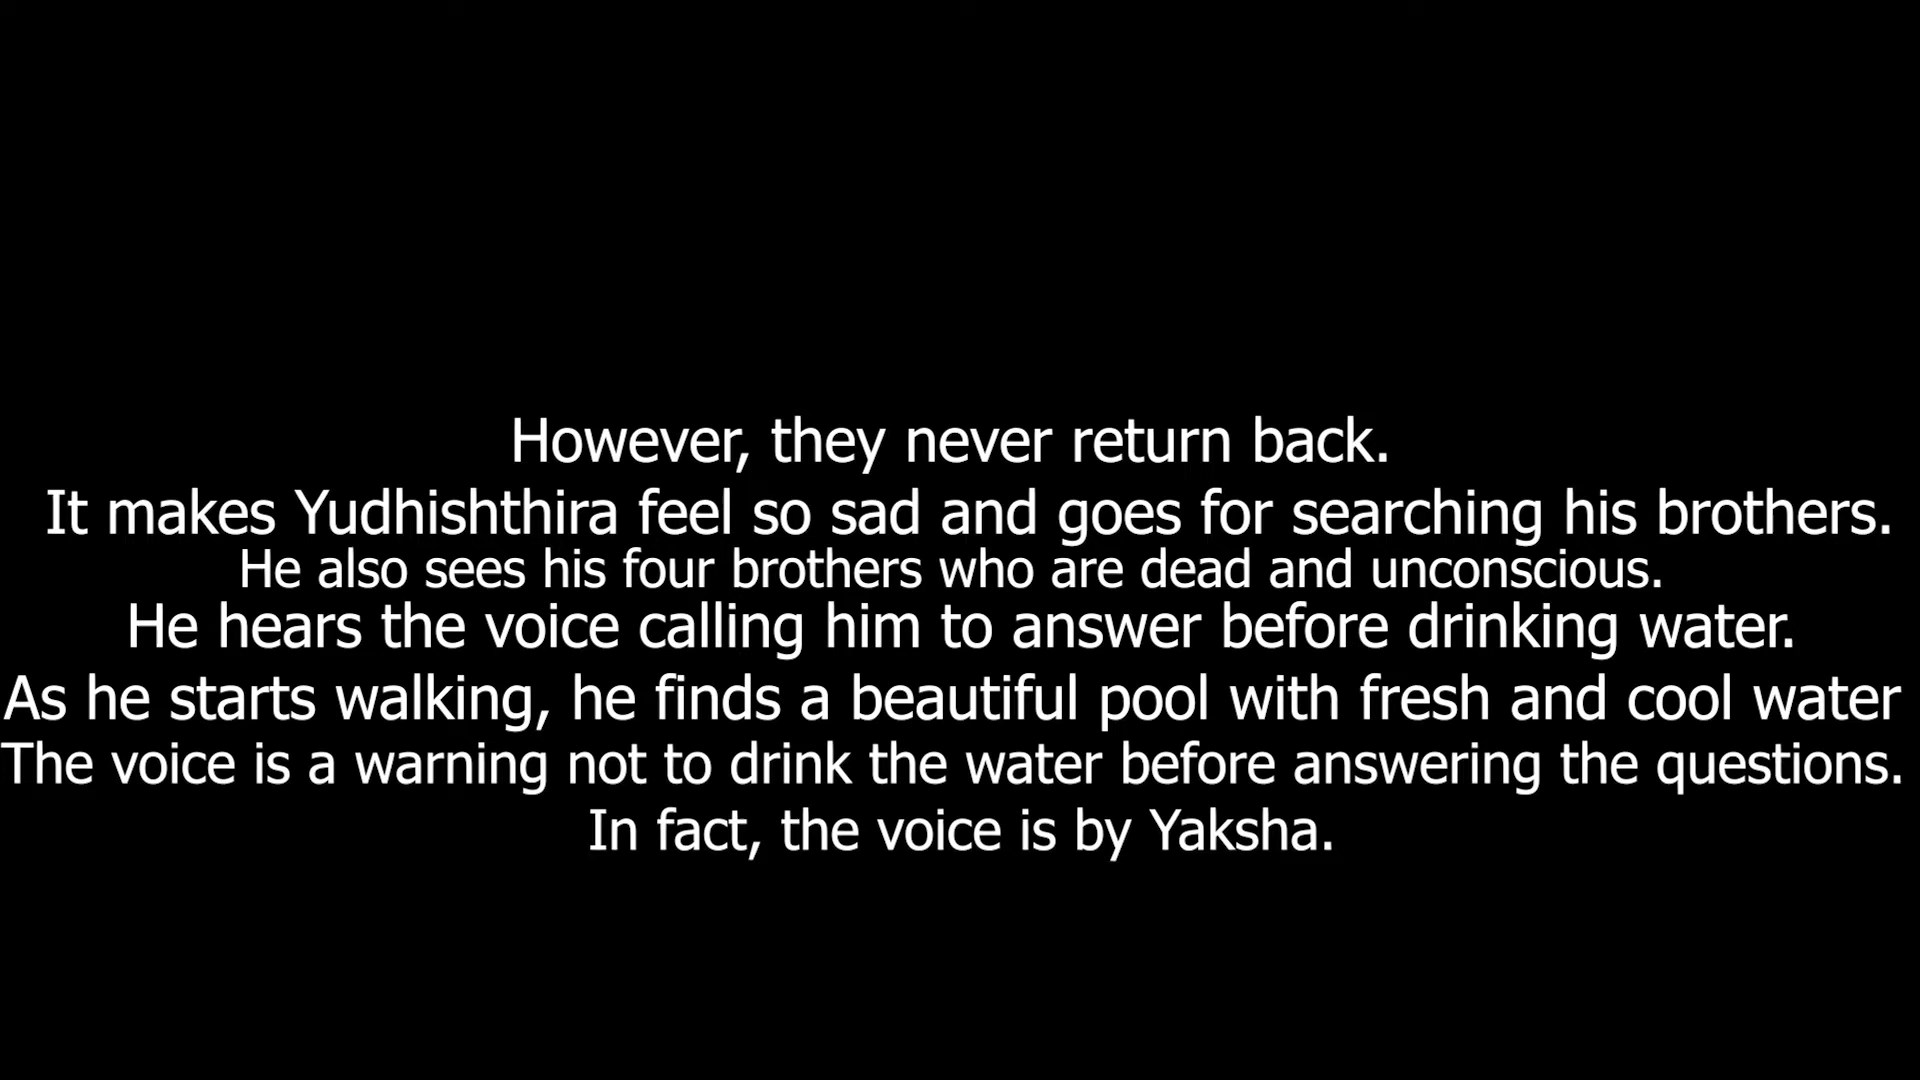 However, they never return back.
It makes Yudhishthira feel so sad and goes for searching his brothers.
He also sees his four brothers who are dead and unconscious.
He hears the voice calling him to answer before drinking water.
As he starts walking, he finds a beautiful pool with fresh and cool water
The voice is a warning not to drink the water before answering the questions.
In fact, the voice is by Yaksha.